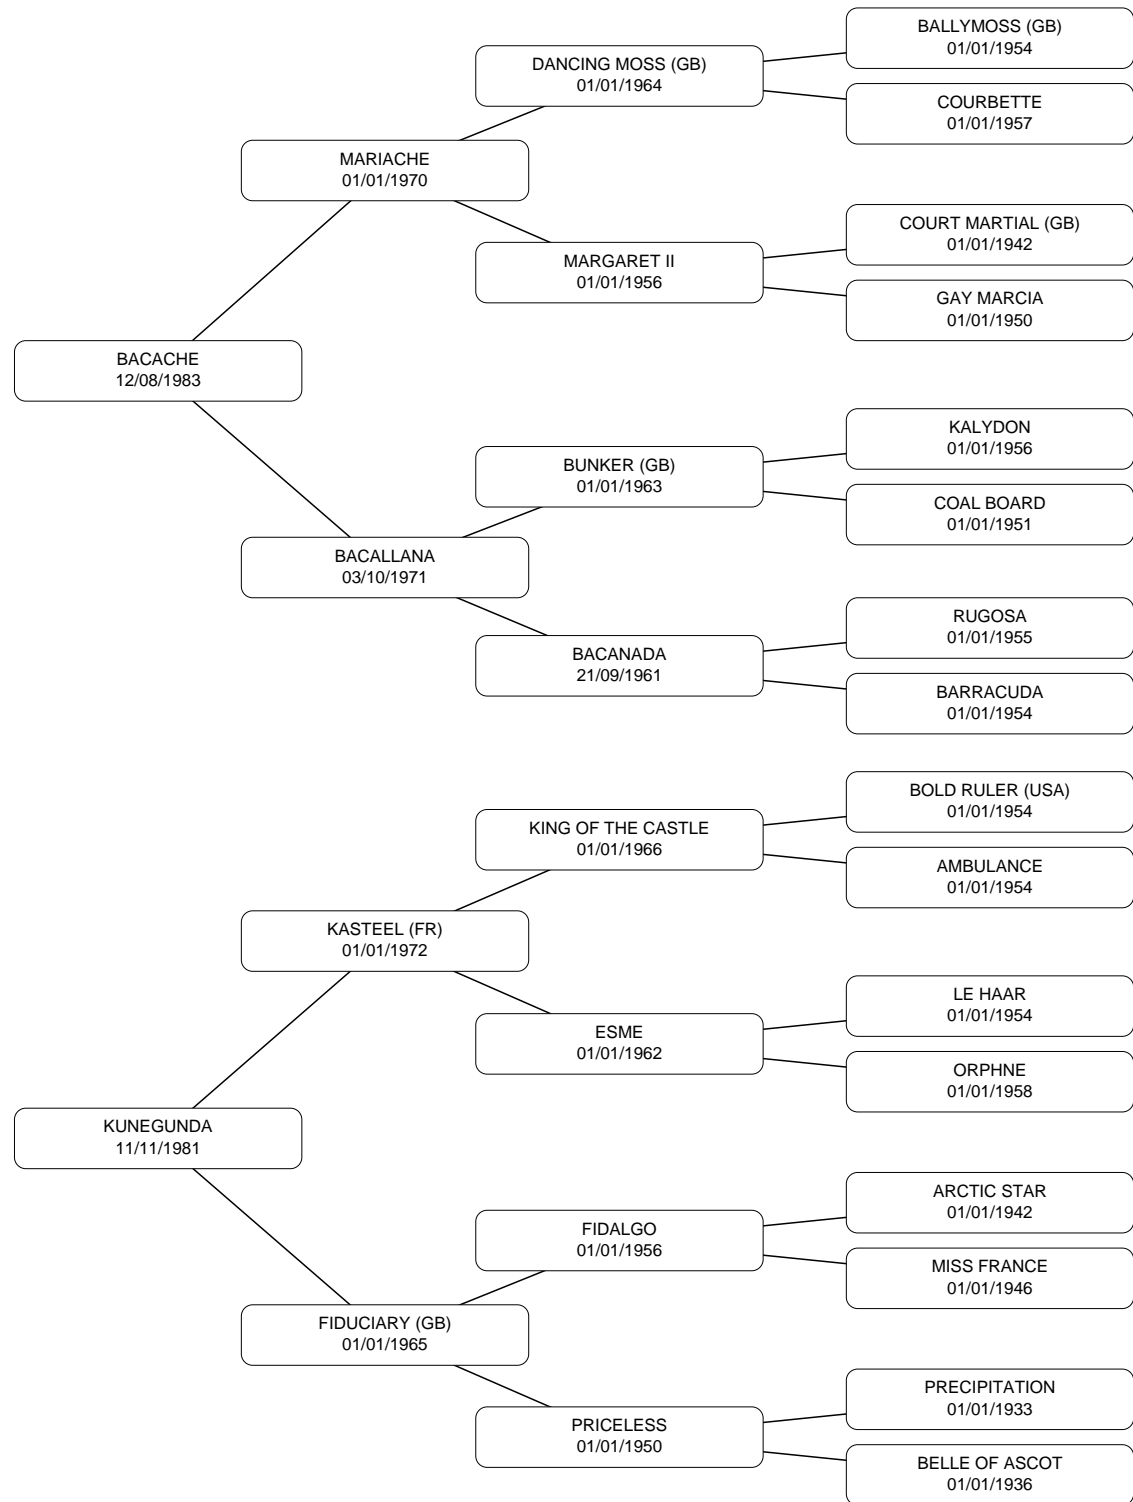 BALLYMOSS (GB)
01/01/1954
DANCING MOSS (GB)
01/01/1964
COURBETTE
01/01/1957
MARIACHE
01/01/1970
COURT MARTIAL (GB)
01/01/1942
MARGARET II
01/01/1956
GAY MARCIA
01/01/1950
BACACHE
12/08/1983
KALYDON
01/01/1956
BUNKER (GB)
01/01/1963
COAL BOARD
01/01/1951
BACALLANA
03/10/1971
RUGOSA
01/01/1955
BACANADA
21/09/1961
BARRACUDA
01/01/1954
BOLD RULER (USA)
01/01/1954
KING OF THE CASTLE
01/01/1966
AMBULANCE
01/01/1954
KASTEEL (FR)
01/01/1972
LE HAAR
01/01/1954
ESME
01/01/1962
ORPHNE
01/01/1958
KUNEGUNDA
11/11/1981
ARCTIC STAR
01/01/1942
FIDALGO
01/01/1956
MISS FRANCE
01/01/1946
FIDUCIARY (GB)
01/01/1965
PRECIPITATION
01/01/1933
PRICELESS
01/01/1950
BELLE OF ASCOT
01/01/1936